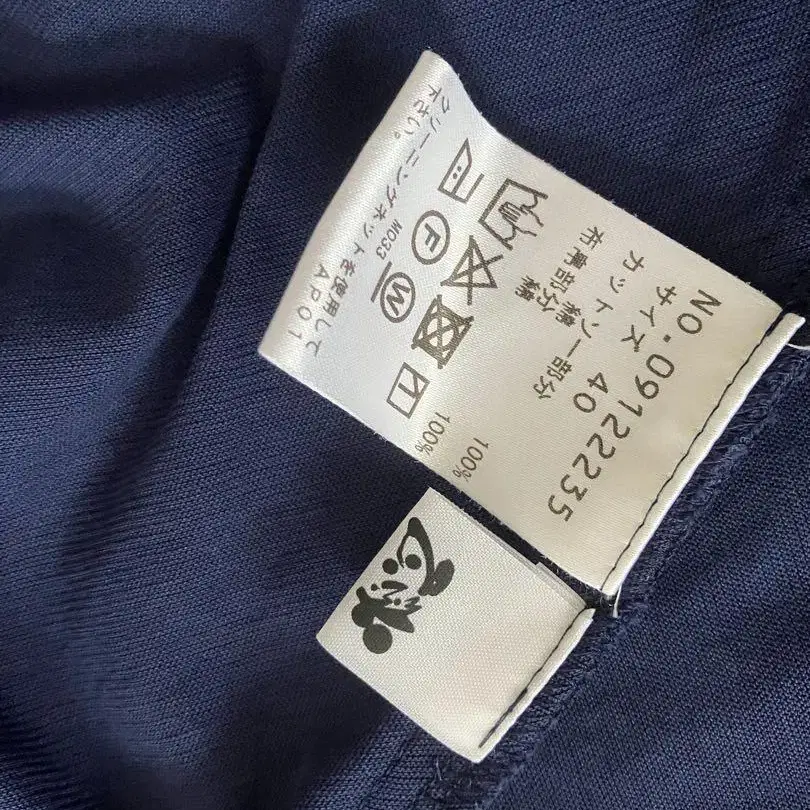 NO. 09122235
サイズ 40
カットソー部分
綿 100%
布帛部分
綿 100%
F W
M033
クリーニングネットを使用して
下さい。 AP01